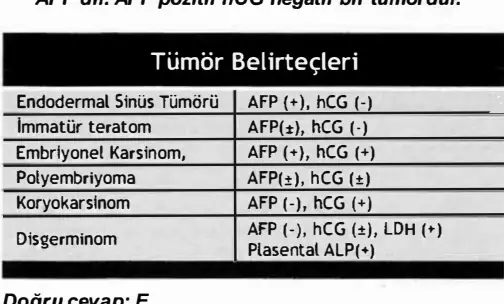 AFP'dir. AFP pozitif hCG negatif bir tümördür.
Tümör Belirteçleri
Endodermal Sinüs Tümörü AFP (+), hCG (-)
İmmatür teratom AFP(±), hCG (-)
Embriyonel Karsinom, AFP (+), hCG (+)
Polyembriyoma AFP(±), hCG (±)
Koryokarsinom AFP (-), hCG (+)
Disgerminom AFP (-), hCG (±), LDH (+)
Plasental ALP(+)
Doğru cevap: E